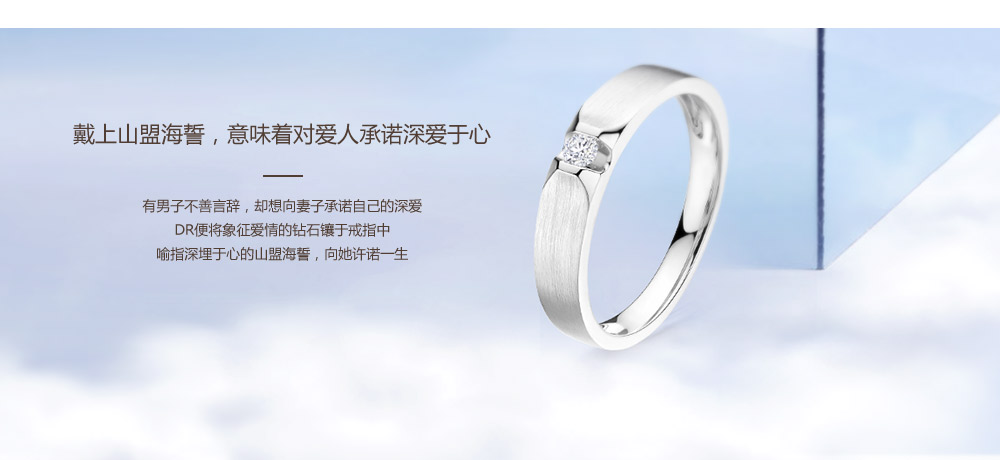 戴上山盟海誓，意味着对爱人承诺深爱于心
有男子不善言辞，却想向妻子承诺自己的深爱
DR便将象征爱情的钻石镶于戒指中
喻指深埋于心的山盟海誓，向她许诺一生